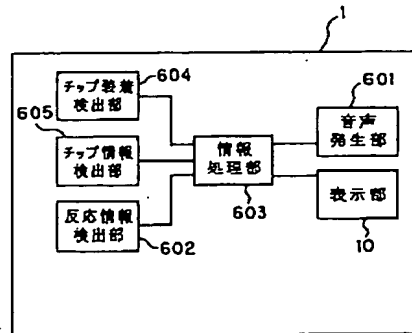 1
チップ装着
検出部
604
605
チップ情報
検出部
反応情報
検出部
602
情報
処理部
603
601
音声
発生部
表示部
10